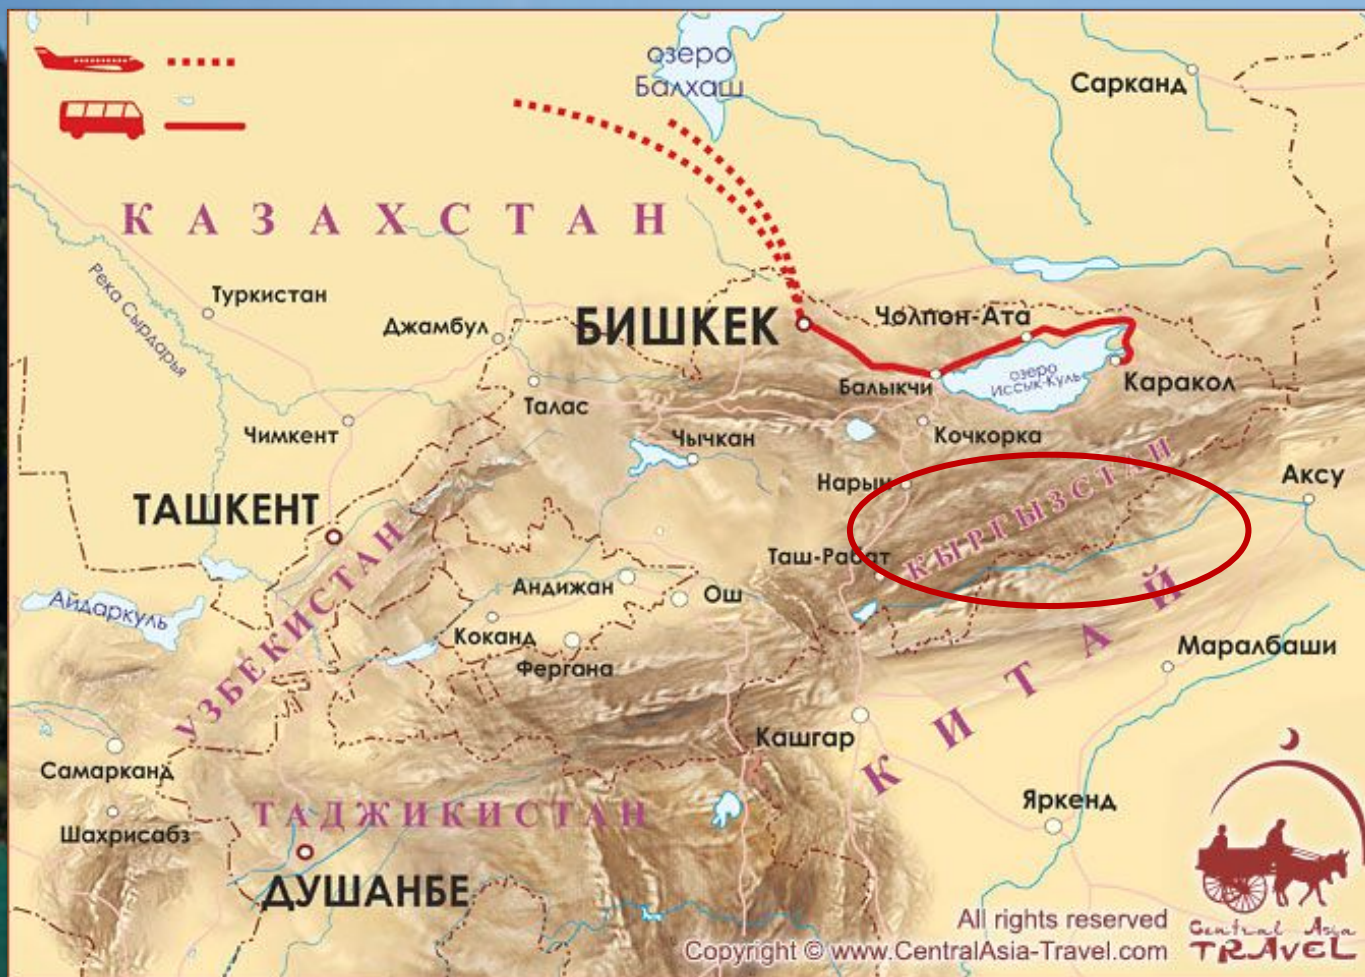 озеро
Балхаш
Сарканд
КАЗАХСТАН
Река Сырдарья
Туркистан
Джамбул
БИШКЕК
Чолпон-Ата
озеро
Иссык-Куль
Балыкчи
Каракол
Талас
Чимкент
Чычкан
Кочкорка
КЫРГЫЗСТАН
Нарын
Аксу
ТАШКЕНТ
Таш-Рабат
УЗБЕКИСТАН
Андижан
Ош
Айдаркуль
Коканд
Фергана
КИТАЙ
Маралбаши
Кашгар
Самарканд
Яркенд
ТАДЖИКИСТАН
Шахрисабз
ДУШАНБЕ
All rights reserved
Copyright © www.CentralAsia-Travel.com
Central Asia
TRAVEL